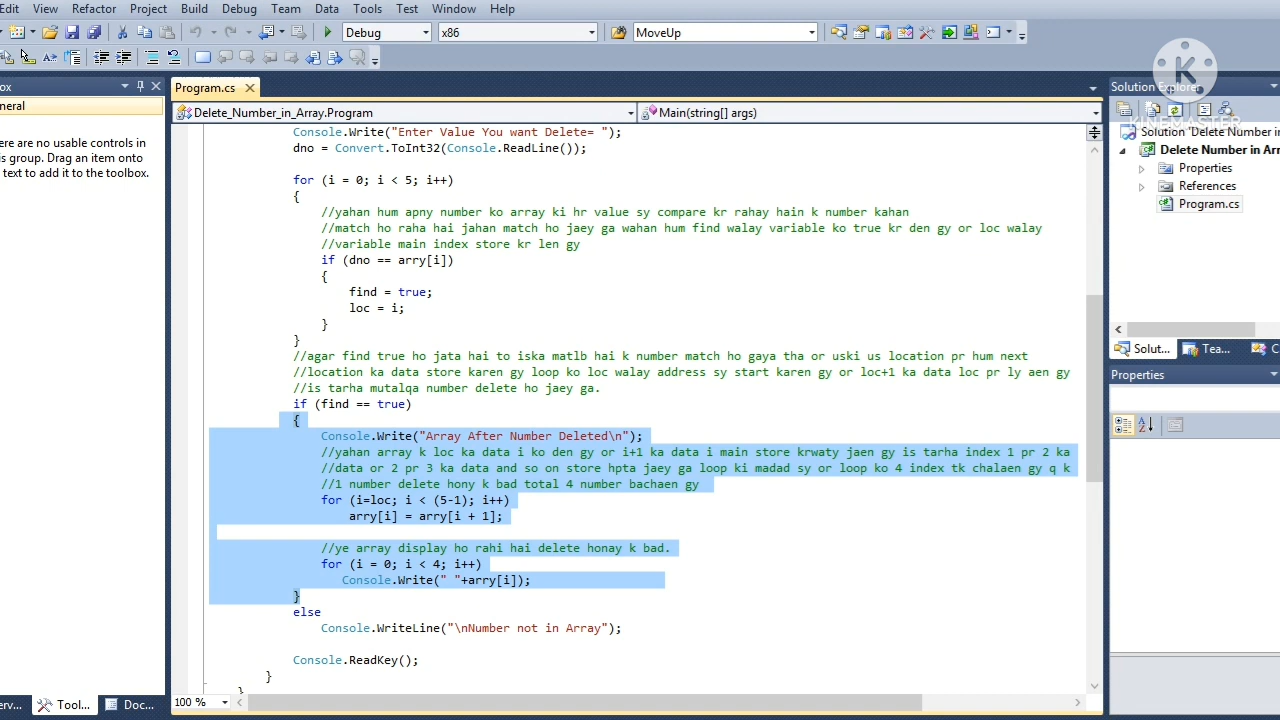 Edit View Refactor Project Build Debug Team Data Tools Test Window Help
Debug x86 MoveUp
Program.cs
Solution Explorer
KINEMASTER
General
Delete_Number_in_Array.Program Main(string[] args)
There are no usable controls in
this group. Drag an item onto
text to add it to the toolbox.
Solution 'Delete Number in
Delete Number in Arr
Properties
References
Program.cs
Console.Write("Enter Value You want Delete= ");
dno = Convert.ToInt32(Console.ReadLine());
for (i = 0; i < 5; i++)
{
//yahan hum apny number ko array ki hr value sy compare kr rahay hain k number kahan
//match ho raha hai jahan match ho jaey ga wahan hum find walay variable ko true kr den gy or loc walay
//variable main index store kr len gy
if (dno == arry[i])
{
find = true;
loc = i;
}
}
//agar find true ho jata hai to iska matlb hai k number match ho gaya tha or uski us location pr hum next
//location ka data store karen gy loop ko loc walay address sy start karen gy or loc+1 ka data loc pr ly aen gy
//is tarha mutalqa number delete ho jaey ga.
if (find == true)
{
Console.Write("Array After Number Deleted\n");
//yahan array k loc ka data i ko den gy or i+1 ka data i main store krwaty jaen gy is tarha index 1 pr 2 ka
//data or 2 pr 3 ka data and so on store hpta jaey ga loop ki madad sy or loop ko 4 index tk chalaen gy q k
//1 number delete hony k bad total 4 number bachaen gy
for (i=loc; i < (5-1); i++)
arry[i] = arry[i + 1];
//ye array display ho rahi hai delete honay k bad.
for (i = 0; i < 4; i++)
Console.Write(" "+arry[i]);
}
else
Console.WriteLine("\nNumber not in Array");
Console.ReadKey();
}
}
Solut... Tea... C
Properties
100 %
erv... Tool... Doc...